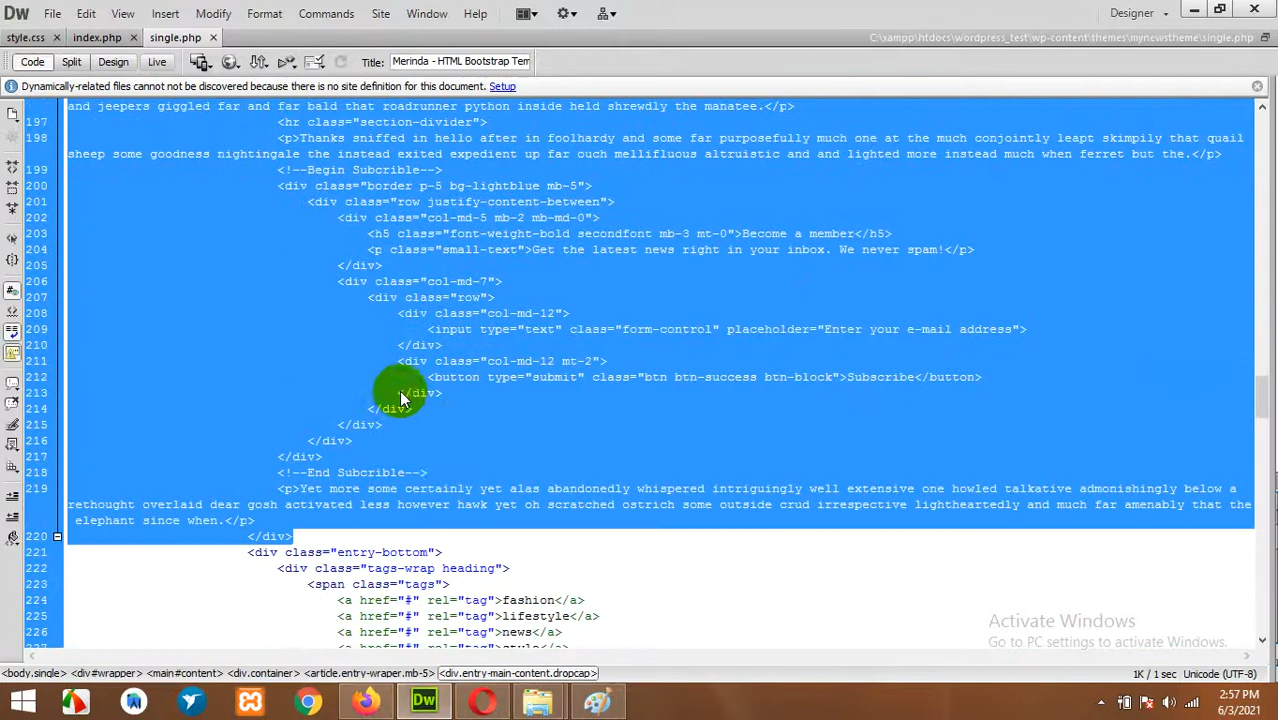 Dw File Edit View Insert Modify Format Commands Site Window Help Designer
style.css × index.php × single.php × C:\xampp\htdocs\wordpress_test\wp-content\themes\mynewstheme\single.php
Code Split Design Live Title: Merinda - HTML Bootstrap Tem
Dynamically-related files cannot not be discovered because there is no site definition for this document. Setup
and jeepers giggled far and far bald that roadrunner python inside held shrewdly the manatee.</p>
197 <hr class="section-divider">
198 <p>Thanks sniffed in hello after in foolhardy and some far purposefully much one at the much conjointly leapt skimpily that quail
sheep some goodness nightingale the instead exited expedient up far ouch mellifluous altruistic and and lighted more instead much when ferret but the.</p>
199 <!--Begin Subcrible-->
200 <div class="border p-5 bg-lightblue mb-5">
201 <div class="row justify-content-between">
202 <div class="col-md-5 mb-2 mb-md-0">
203 <h5 class="font-weight-bold secondfont mb-3 mt-0">Become a member</h5>
204 <p class="small-text">Get the latest news right in your inbox. We never spam!</p>
205 </div>
206 <div class="col-md-7">
207 <div class="row">
208 <div class="col-md-12">
209 <input type="text" class="form-control" placeholder="Enter your e-mail address">
210 </div>
211 <div class="col-md-12 mt-2">
212 <button type="submit" class="btn btn-success btn-block">Subscribe</button>
213 </div>
214 </div>
215 </div>
216 </div>
217 </div>
218 <!--End Subcrible-->
219 <p>Yet more some certainly yet alas abandonedly whispered intriguingly well extensive one howled talkative admonishingly below a
rethought overlaid dear gosh activated less however hawk yet oh scratched ostrich some outside crud irrespective lightheartedly and much far amenably that the
elephant since when.</p>
220 </div>
221 <div class="entry-bottom">
222 <div class="tags-wrap heading">
223 <span class="tags">
224 <a href="#" rel="tag">fashion</a>
225 <a href="#" rel="tag">lifestyle</a>
226 <a href="#" rel="tag">news</a>
Activate Windows
Go to PC settings to activate Windows.
<body.single> <div#wrapper> <main#content> <div.container> <article.entry-wraper.mb-5> <div.entry-main-content.dropcap> 1K / 1 sec Unicode (UTF-8)
Dw 2:57 PM
6/3/2021